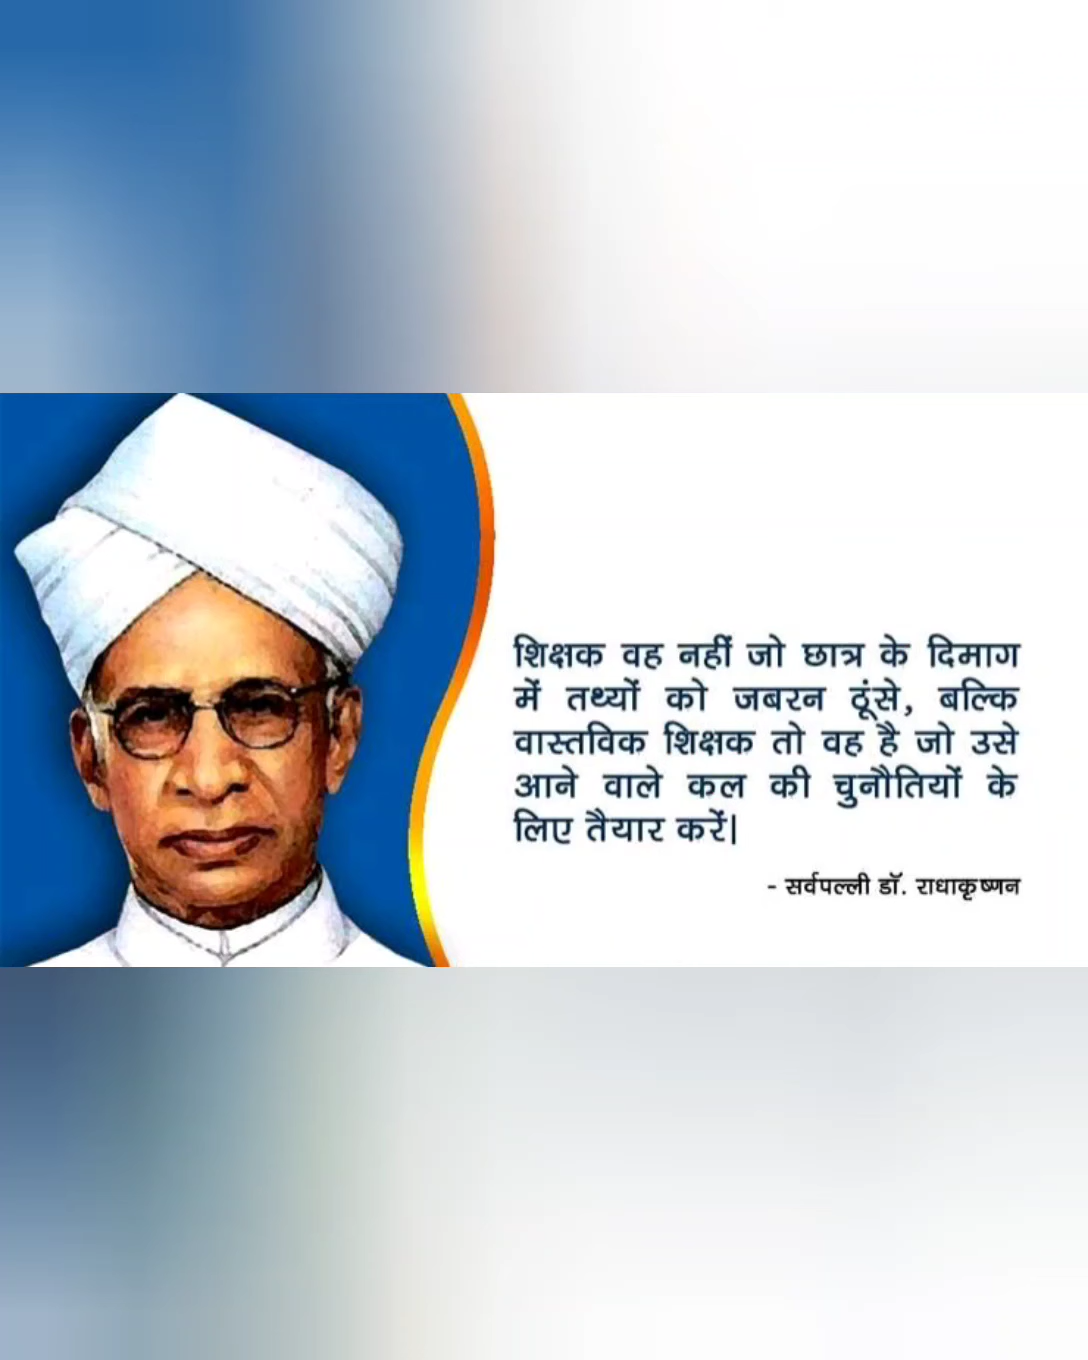 शिक्षक वह नहीं जो छात्र के दिमाग
में तथ्यों को जबरन ठूंसे, बल्कि
वास्तविक शिक्षक तो वह है जो उसे
आने वाले कल की चुनौतियों के
लिए तैयार करें|
- सर्वपल्ली डॉ. राधाकृष्णन